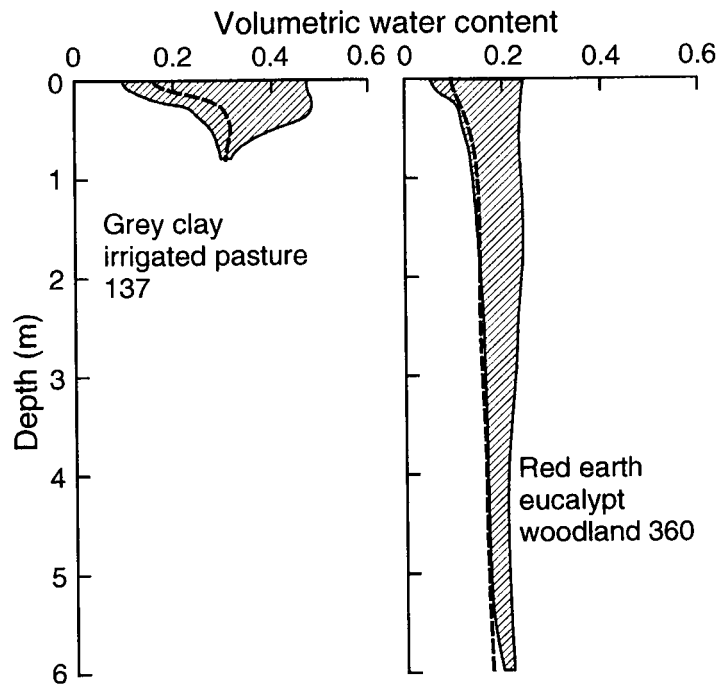 Volumetric water content
0 0.2 0.4 0.6
0 0.2 0.4 0.6
0
1
2
3
4
5
6
Depth (m)
Grey clay
irrigated pasture
137
Red earth
eucalypt
woodland 360